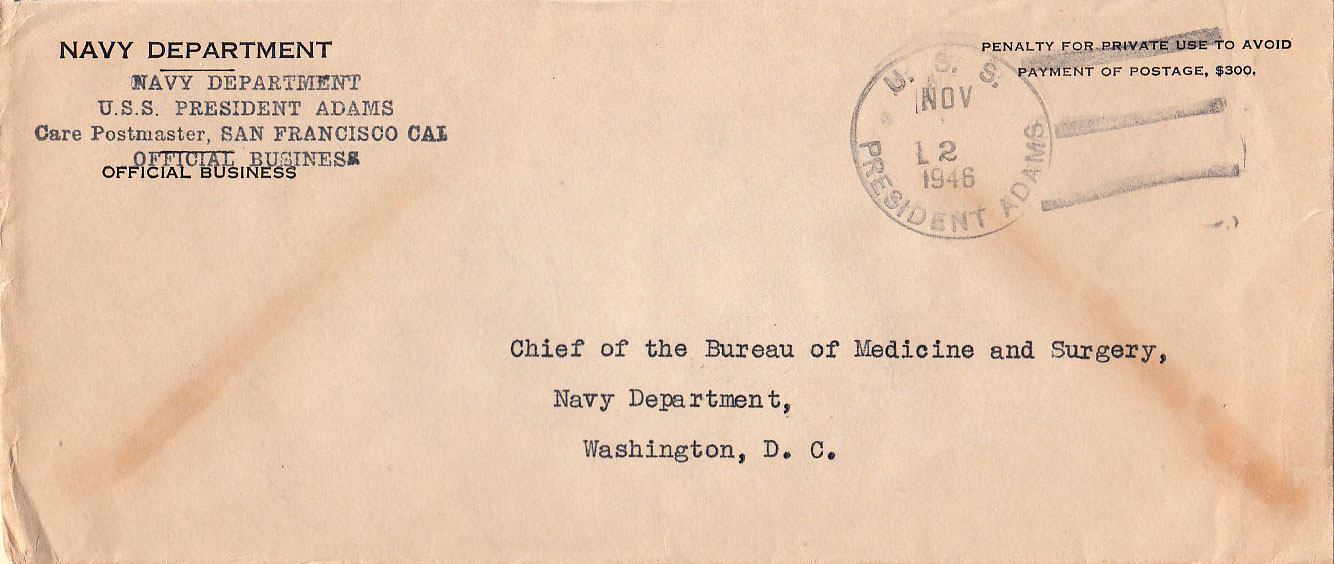 NAVY DEPARTMENT
NAVY DEPARTMENT
U.S.S. PRESIDENT ADAMS
Care Postmaster, SAN FRANCISCO CAL
OFFICIAL BUSINESS
OFFICIAL BUSINESS
PENALTY FOR PRIVATE USE TO AVOID
PAYMENT OF POSTAGE, $300.
U. S. S.
NOV
2
1946
PRESIDENT ADAMS
Chief of the Bureau of Medicine and Surgery,
Navy Department,
Washington, D. C.